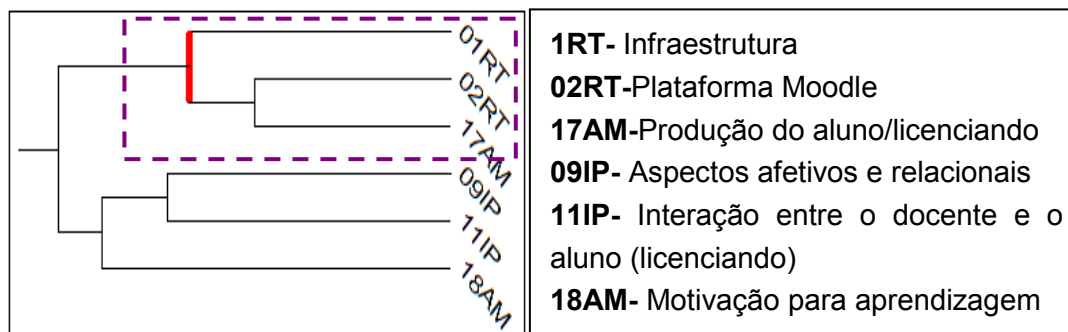 01RT
02RT
17AM
09IP
11IP
18AM
1RT- Infraestrutura
02RT-Plataforma Moodle
17AM-Produção do aluno/licenciando
09IP- Aspectos afetivos e relacionais
11IP- Interação entre o docente e o
aluno (licenciando)
18AM- Motivação para aprendizagem